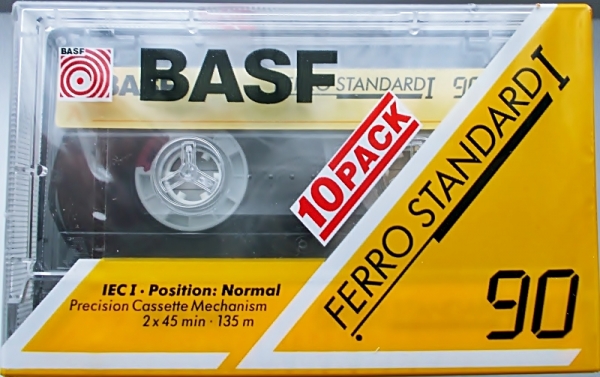 BASF
BASF
BASF
FERRO STANDARD I 90
10 PACK
FERRO STANDARD I
IEC I · Position: Normal
Precision Cassette Mechanism
2 x 45 min · 135 m
90